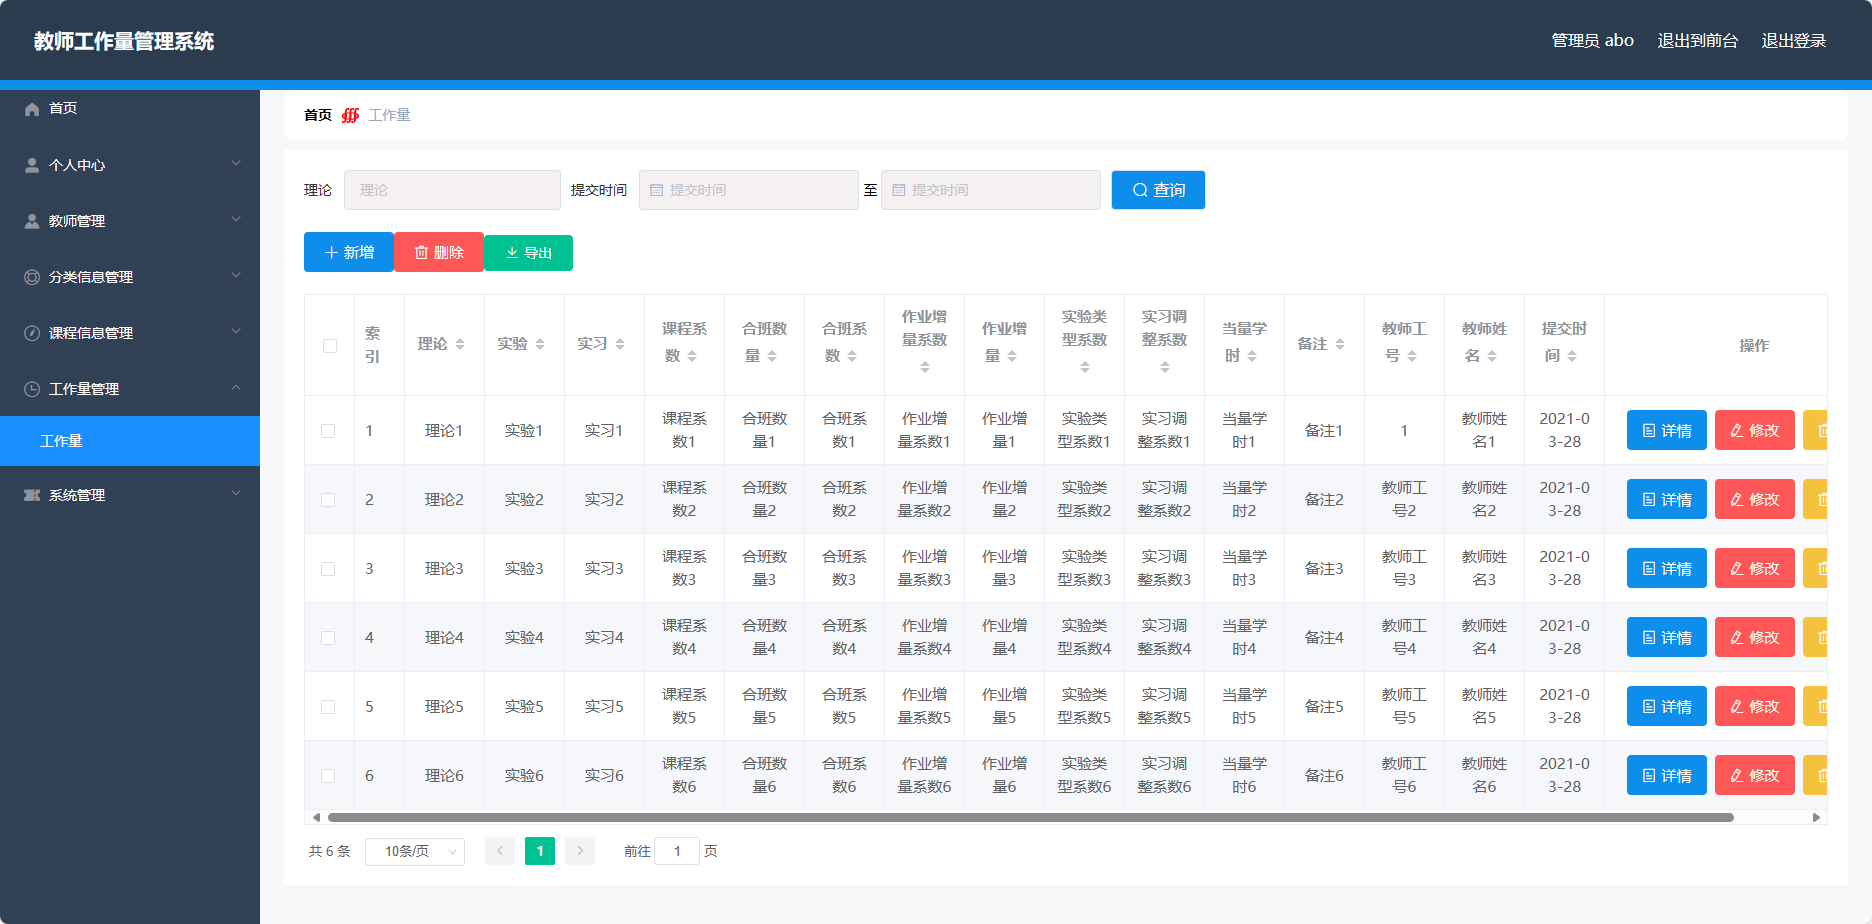 教师工作量管理系统
管理员 abo 退出到前台 退出登录
首页
个人中心
教师管理
分类信息管理
课程信息管理
工作量管理
工作量
系统管理
首页 工作量
理论 理论 提交时间 提交时间 至 提交时间 查询
新增 删除 导出
索引 理论 实验 实习 课程系数 合班数量 合班系数 作业增量系数 作业增量 实验类型系数 实习调整系数 当量学时 备注 教师工号 教师姓名 提交时间 操作
1 理论1 实验1 实习1 课程系数1 合班数量1 合班系数1 作业增量系数1 作业增量1 实验类型系数1 实习调整系数1 当量学时1 备注1 1 教师姓名1 2021-03-28 详情 修改
2 理论2 实验2 实习2 课程系数2 合班数量2 合班系数2 作业增量系数2 作业增量2 实验类型系数2 实习调整系数2 当量学时2 备注2 教师工号2 教师姓名2 2021-03-28 详情 修改
3 理论3 实验3 实习3 课程系数3 合班数量3 合班系数3 作业增量系数3 作业增量3 实验类型系数3 实习调整系数3 当量学时3 备注3 教师工号3 教师姓名3 2021-03-28 详情 修改
4 理论4 实验4 实习4 课程系数4 合班数量4 合班系数4 作业增量系数4 作业增量4 实验类型系数4 实习调整系数4 当量学时4 备注4 教师工号4 教师姓名4 2021-03-28 详情 修改
5 理论5 实验5 实习5 课程系数5 合班数量5 合班系数5 作业增量系数5 作业增量5 实验类型系数5 实习调整系数5 当量学时5 备注5 教师工号5 教师姓名5 2021-03-28 详情 修改
6 理论6 实验6 实习6 课程系数6 合班数量6 合班系数6 作业增量系数6 作业增量6 实验类型系数6 实习调整系数6 当量学时6 备注6 教师工号6 教师姓名6 2021-03-28 详情 修改
共 6 条 10条/页 1 前往 1 页